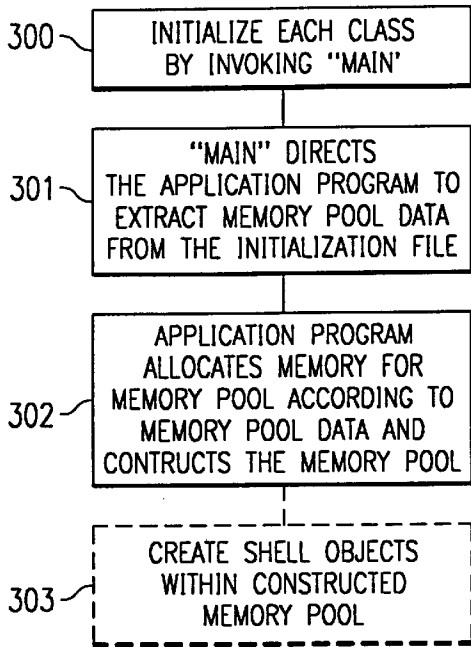 300
INITIALIZE EACH CLASS
BY INVOKING "MAIN'
301
"MAIN" DIRECTS
THE APPLICATION PROGRAM TO
EXTRACT MEMORY POOL DATA
FROM THE INITIALIZATION FILE
302
APPLICATION PROGRAM
ALLOCATES MEMORY FOR
MEMORY POOL ACCORDING TO
MEMORY POOL DATA AND
CONTRUCTS THE MEMORY POOL
303
CREATE SHELL OBJECTS
WITHIN CONSTRUCTED
MEMORY POOL